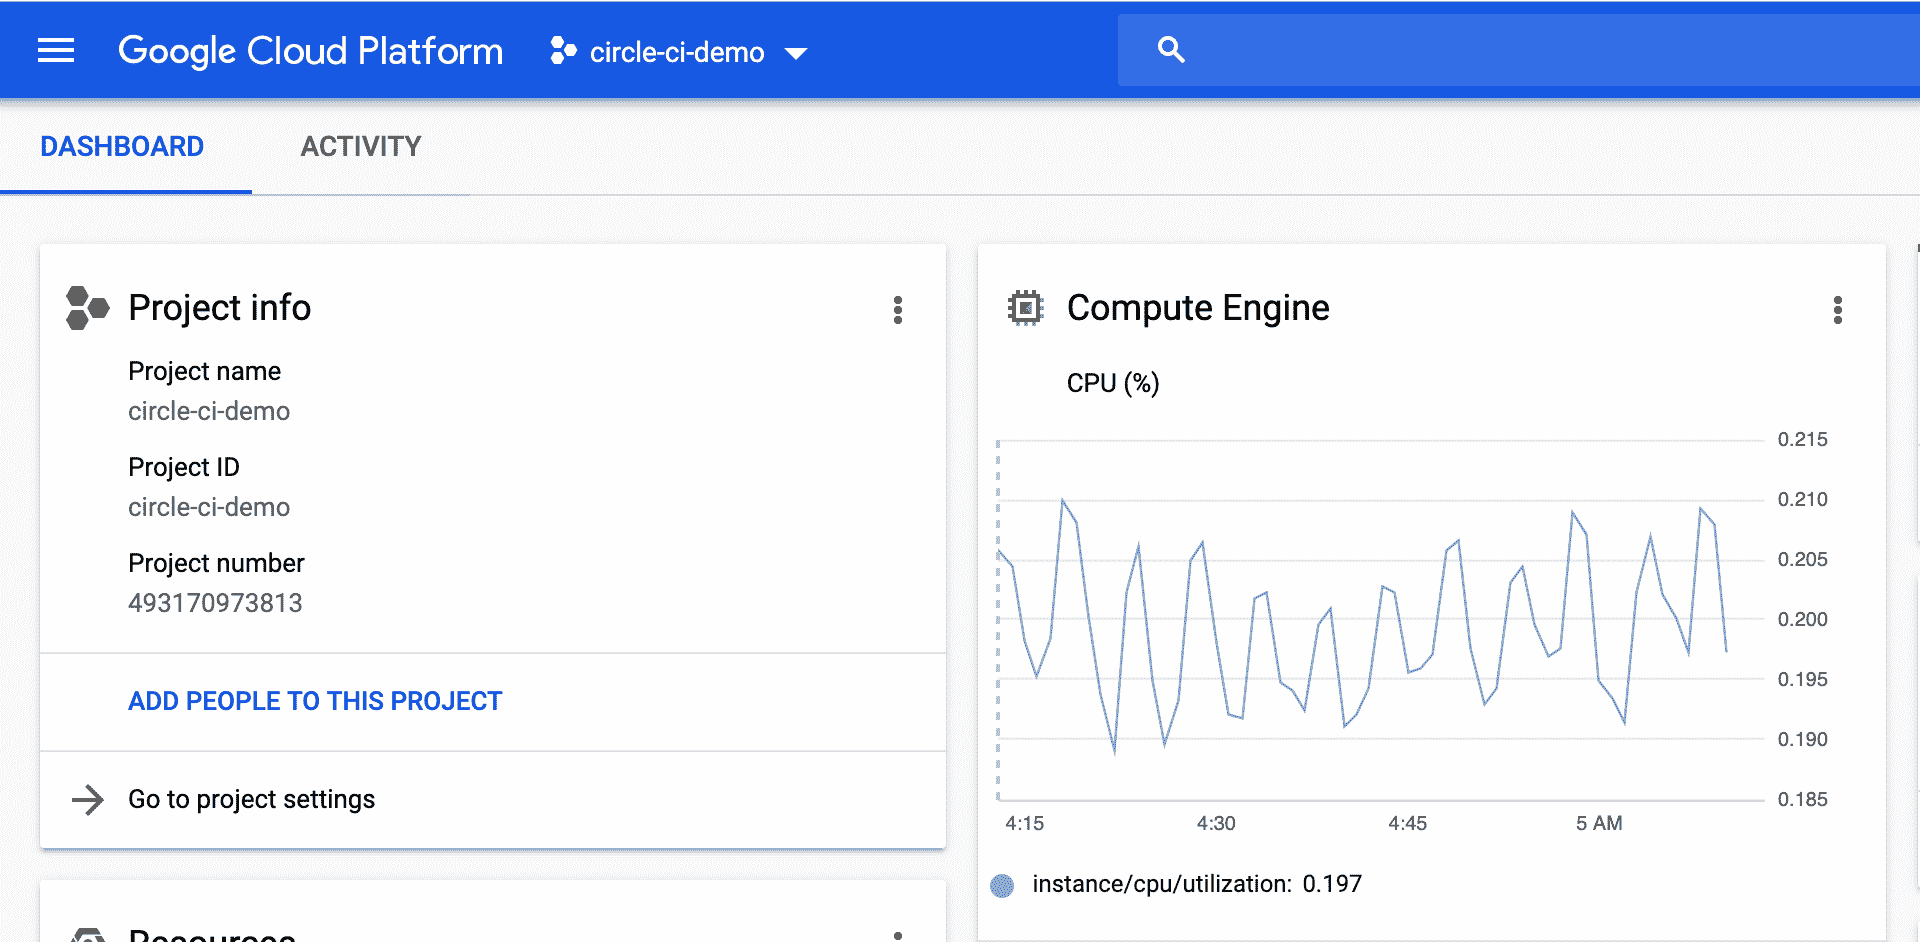 Google Cloud Platform circle-ci-demo
DASHBOARD ACTIVITY
Project info
Project name
circle-ci-demo
Project ID
circle-ci-demo
Project number
493170973813
ADD PEOPLE TO THIS PROJECT
Go to project settings
Resources
Compute Engine
CPU (%)
0.215
0.210
0.205
0.200
0.195
0.190
0.185
4:15 4:30 4:45 5 AM
instance/cpu/utilization: 0.197